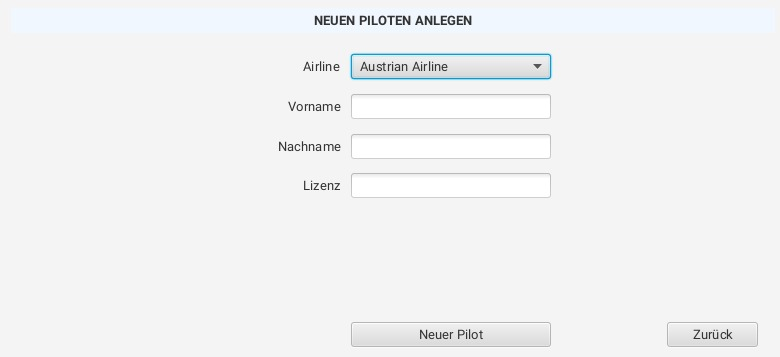 NEUEN PILOTEN ANLEGEN
Airline Austrian Airline
Vorname
Nachname
Lizenz
Neuer Pilot Zurück